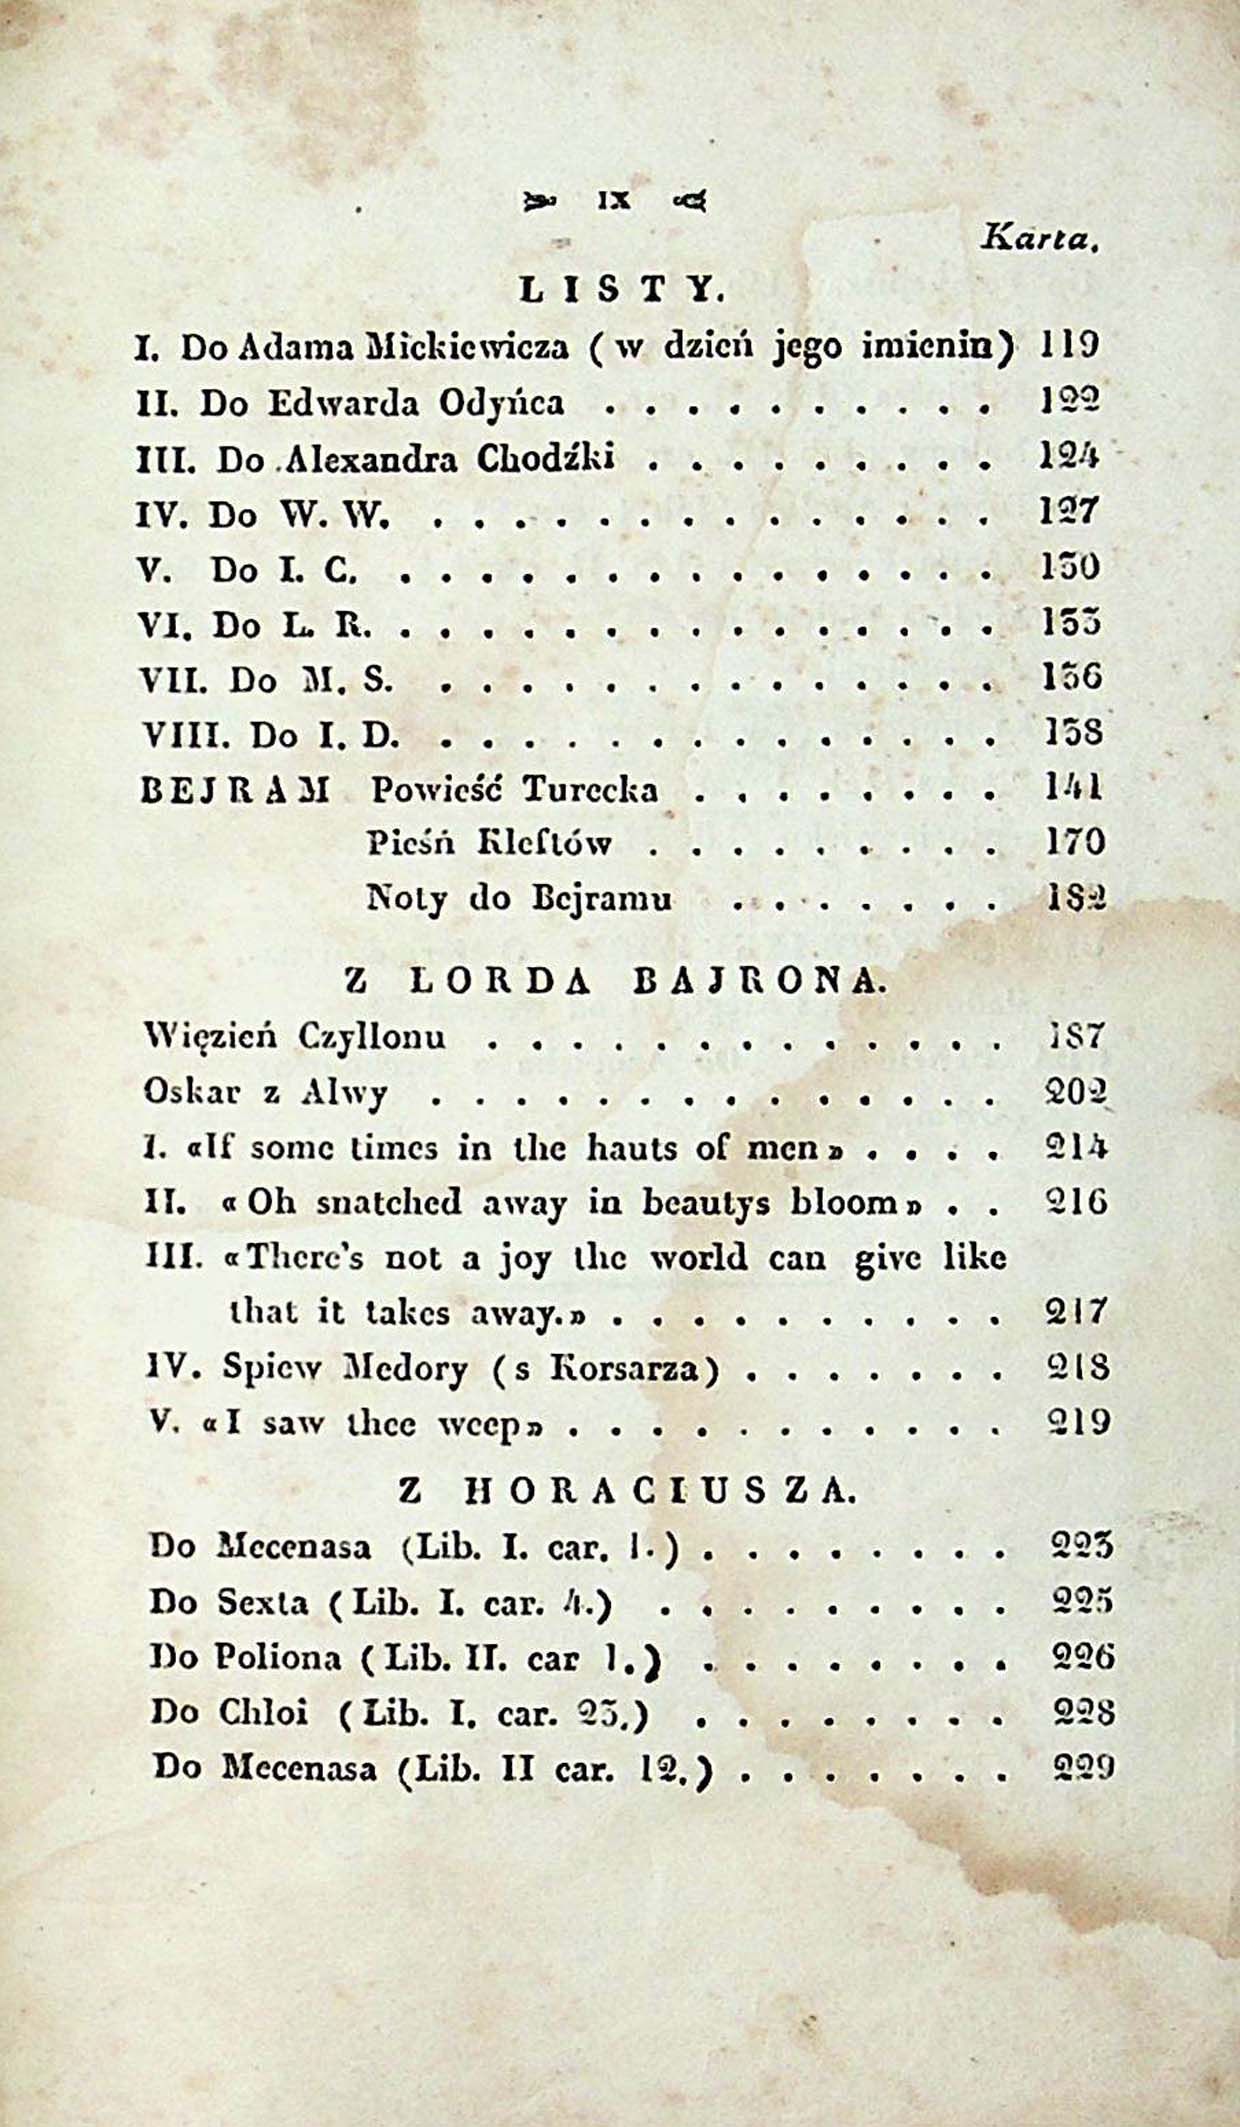 IX
Karta.
LISTY.
I. Do Adama Mickiewicza (w dzień jego imienin) 119
II. Do Edwarda Odyńca . . . . . . . . . . 122
III. Do Alexandra Chodźki . . . . . . . . . 124
IV. Do W. W. . . . . . . . . . . . . . . 127
V. Do I. C. . . . . . . . . . . . . . . . 130
VI. Do L. R. . . . . . . . . . . . . . . . 133
VII. Do M. S. . . . . . . . . . . . . . . 136
VIII. Do I. D. . . . . . . . . . . . . . . 138
BEJRAM Powieść Turecka . . . . . . . . 141
Pieśń Kleftów . . . . . . . . . 170
Noty do Bejramu . . . . . . . 182
Z LORDA BAJRONA.
Więzień Czyllonu . . . . . . . . . . . . . 187
Oskar z Alwy . . . . . . . . . . . . . . 202
I. «If some times in the hauts of men» . . . . 214
II. «Oh snatched away in beautys bloom» . . 216
III. «There's not a joy the world can give like
that it takes away.» . . . . . . . . . . 217
IV. Spiew Medory (s Korsarza) . . . . . . . 218
V. «I saw thee weep» . . . . . . . . . . . 219
Z HORACIUSZA.
Do Mecenasa (Lib. I. car. 1.) . . . . . . . . 223
Do Sexta (Lib. I. car. 4.) . . . . . . . . . 225
Do Poliona (Lib. II. car 1.) . . . . . . . . 226
Do Chloi (Lib. I. car. 23.) . . . . . . . . 228
Do Mecenasa (Lib. II car. 12.) . . . . . . . 229